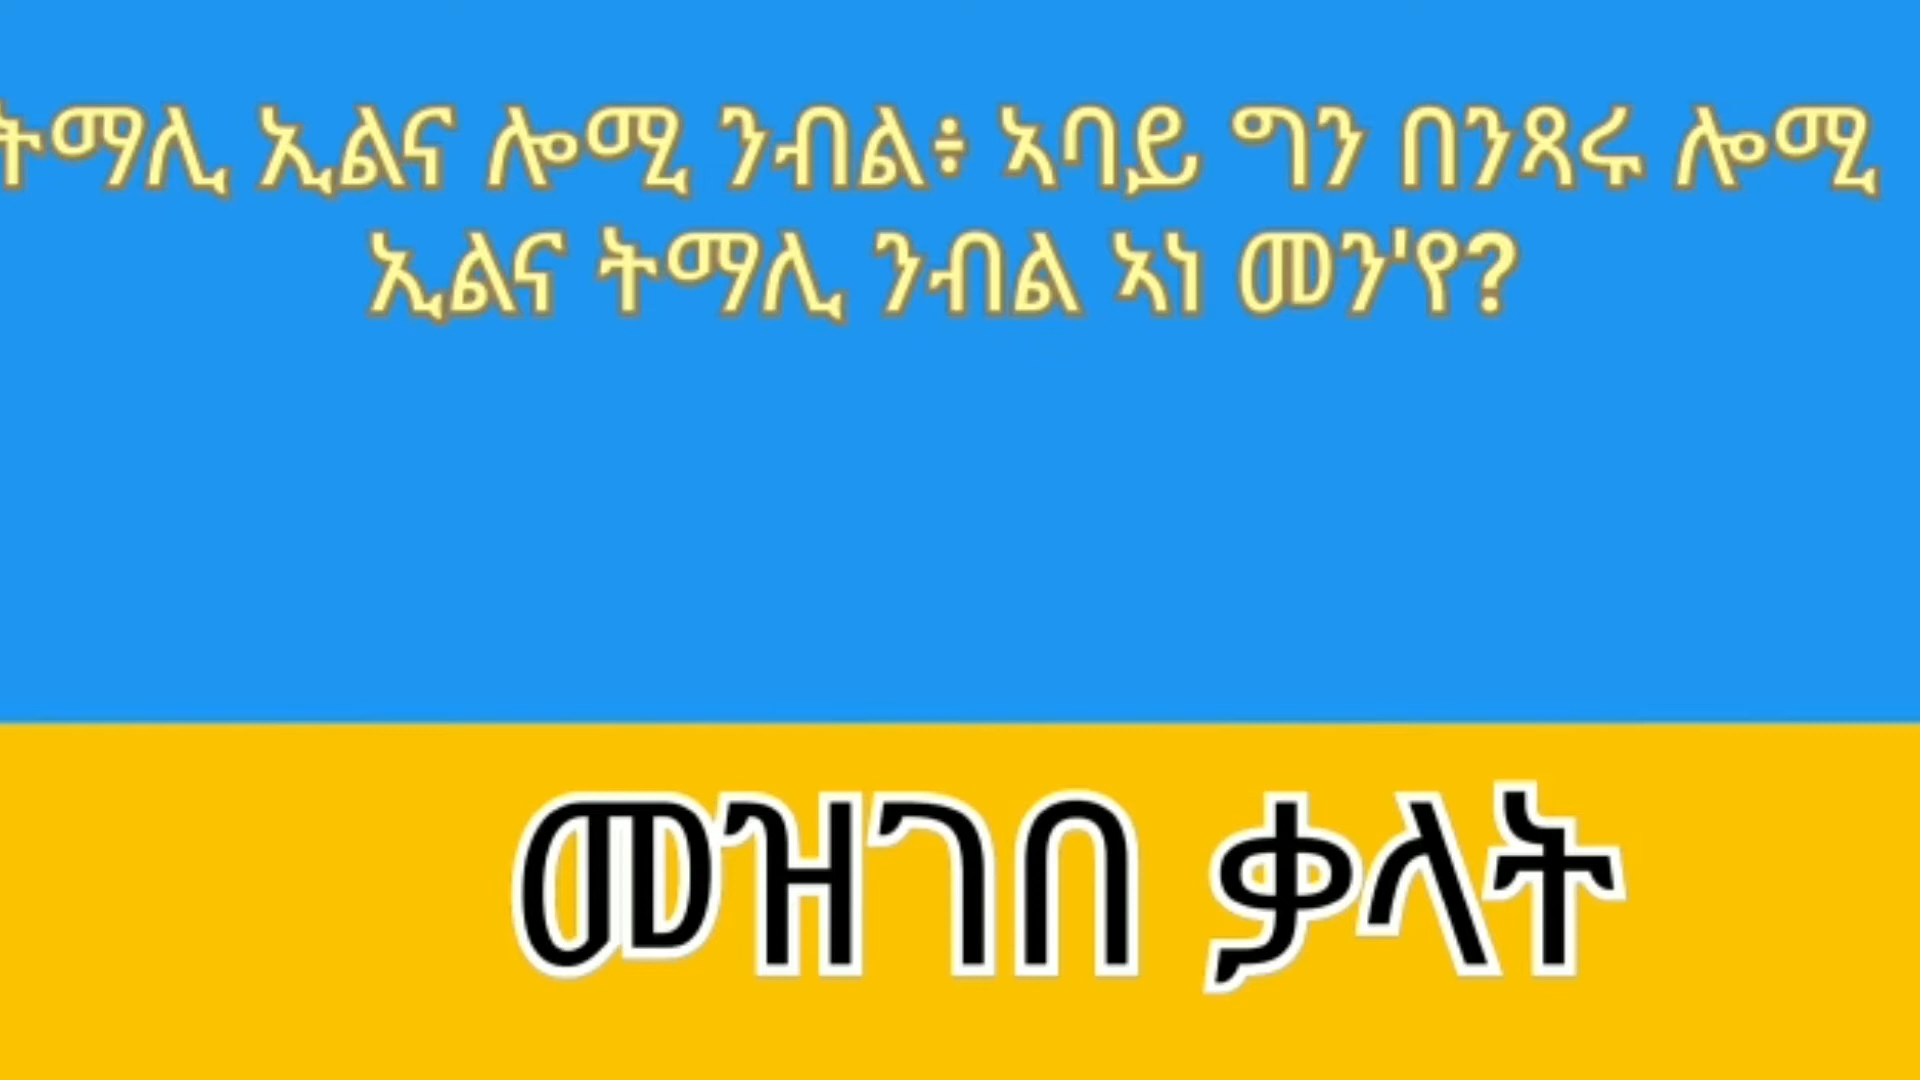 ትማሊ ኢልና ሎሚ ንብል፥ ኣባይ ግን በንጻሩ ሎሚ
ኢልና ትማሊ ንብል ኣነ መን'የ?
መዝገበ ቃላት